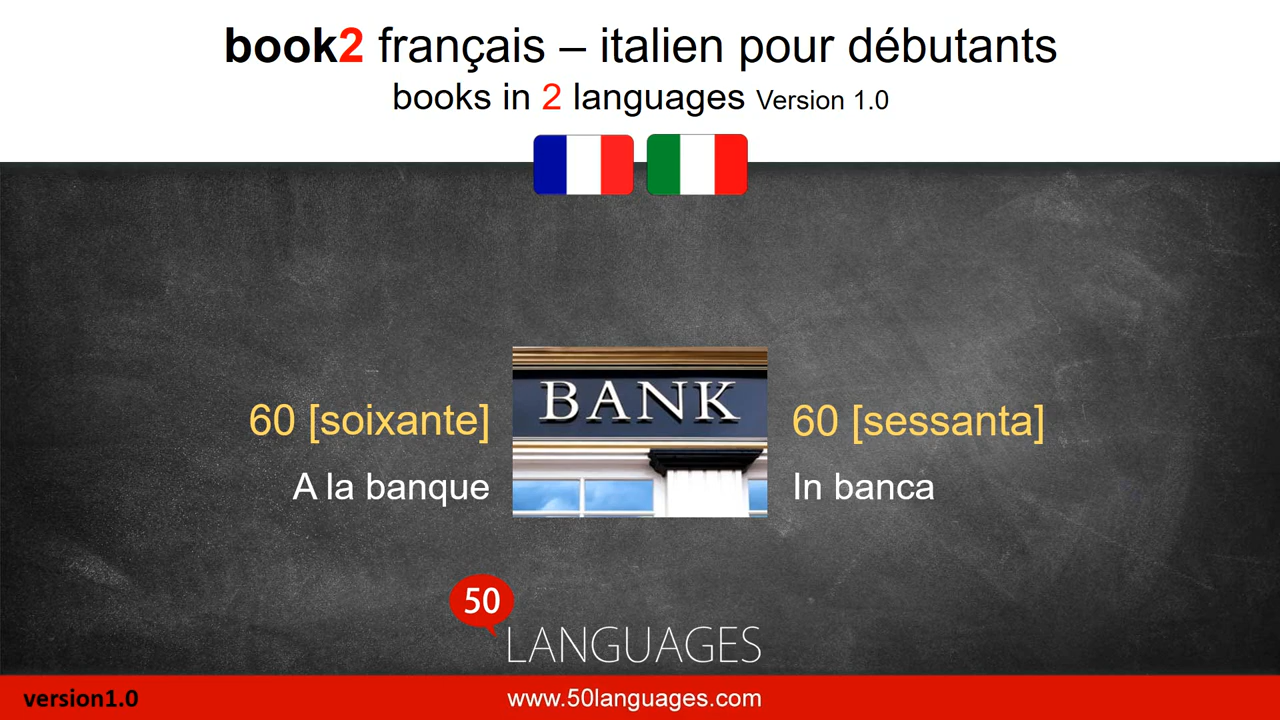 book2 français – italien pour débutants
books in 2 languages Version 1.0
60 [soixante]
A la banque
BANK
60 [sessanta]
In banca
50
LANGUAGES
version1.0
www.50languages.com